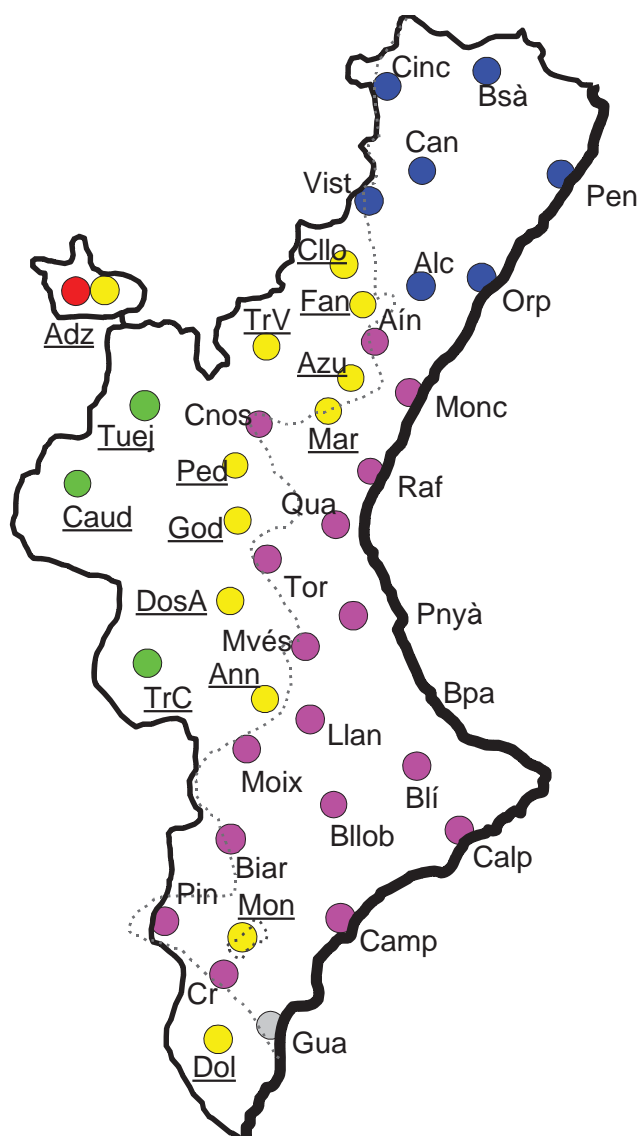 Cinc
Bsà
Can
Vist
Pen
Cllo
Alc
Fan
Orp
Adz
TrV
Aín
Azu
Monc
Cnos
Mar
Tuej
Ped
Raf
Caud
Qua
God
Tor
DosA
Pnyà
Mvés
Ann
TrC
Bpa
Llan
Moix
Blí
Bllob
Calp
Biar
Pin
Mon
Camp
Cr
Gua
Dol